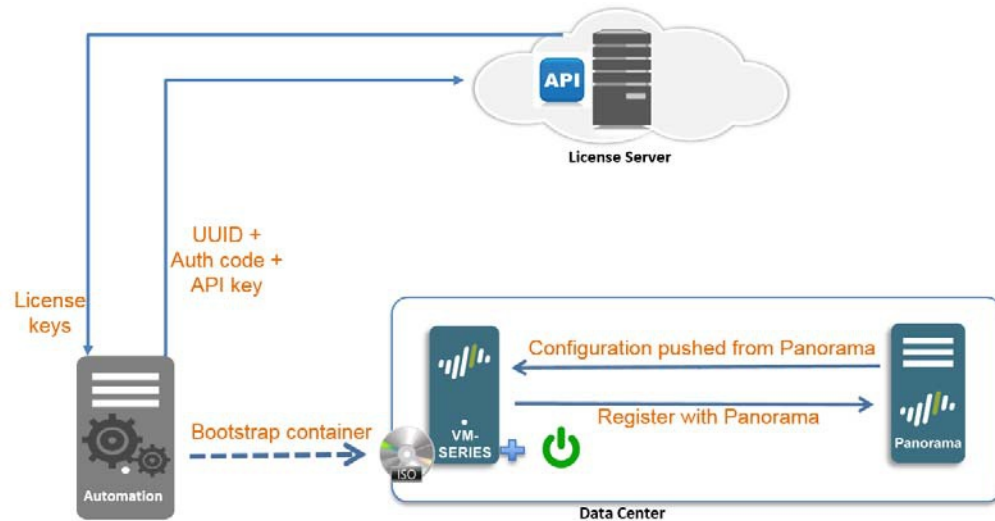 API
License Server
UUID +
Auth code +
API key
License
keys
Configuration pushed from Panorama
Register with Panorama
Bootstrap container
ISO
VM-
SERIES
Panorama
Automation
Data Center